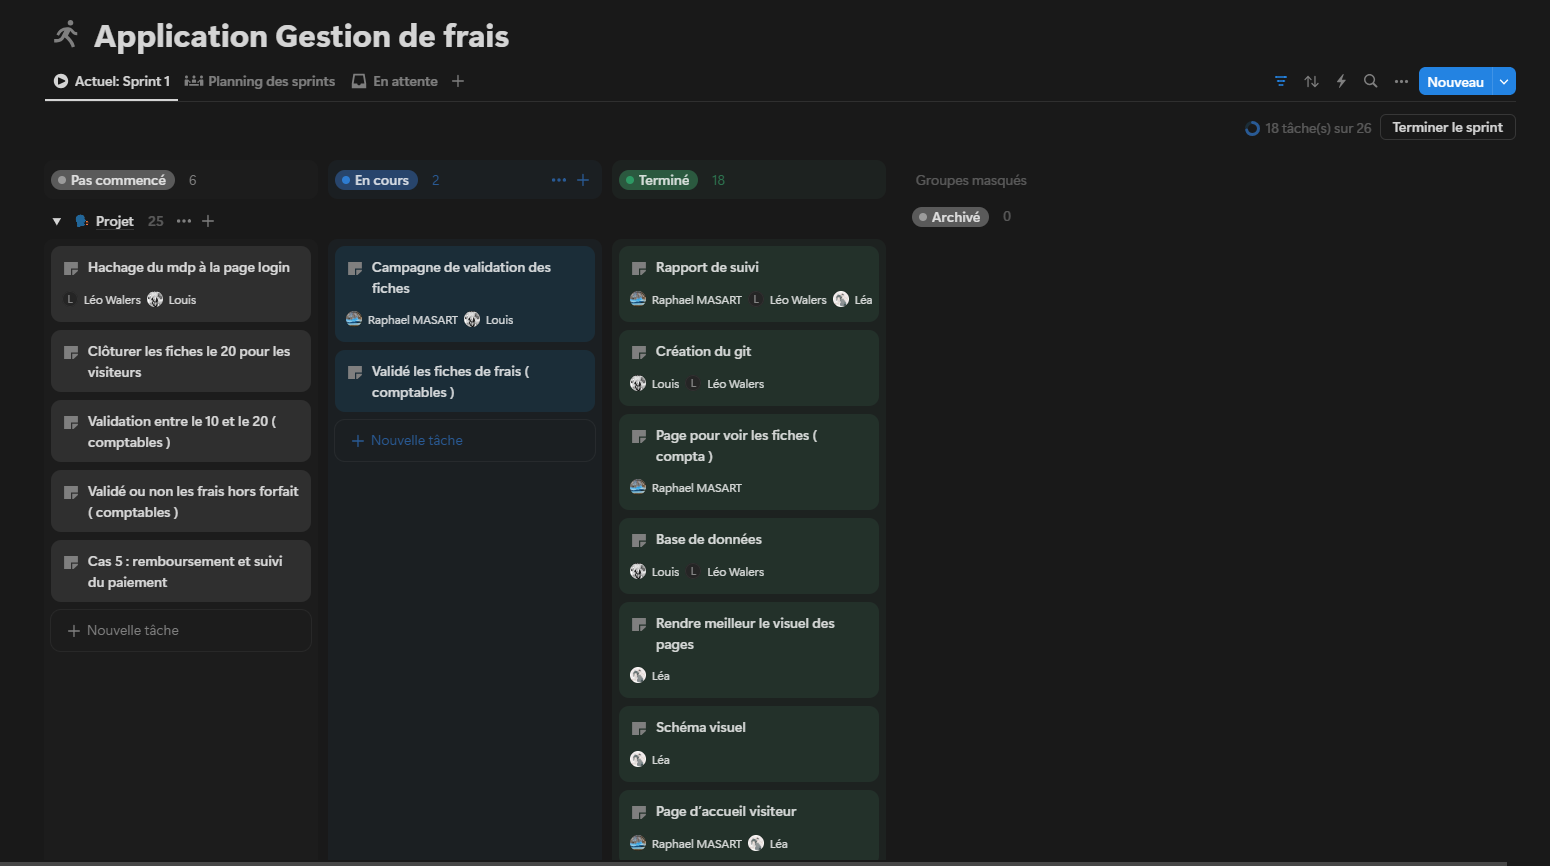 Application Gestion de frais
Actuel: Sprint 1
Planning des sprints
En attente
Nouveau
18 tâche(s) sur 26
Terminer le sprint
Pas commencé 6
En cours 2
Terminé 18
Groupes masqués
Archivé 0
Projet 25
Hachage du mdp à la page login
L Léo Walers Louis
Clôturer les fiches le 20 pour les
visiteurs
Validation entre le 10 et le 20 (
comptables )
Validé ou non les frais hors forfait
( comptables )
Cas 5 : remboursement et suivi
du paiement
Nouvelle tâche
Campagne de validation des
fiches
Raphael MASART Louis
Validé les fiches de frais (
comptables )
Nouvelle tâche
Rapport de suivi
Raphael MASART L Léo Walers Léa
Création du git
Louis L Léo Walers
Page pour voir les fiches (
compta )
Raphael MASART
Base de données
Louis L Léo Walers
Rendre meilleur le visuel des
pages
Léa
Schéma visuel
Léa
Page d'accueil visiteur
Raphael MASART Léa